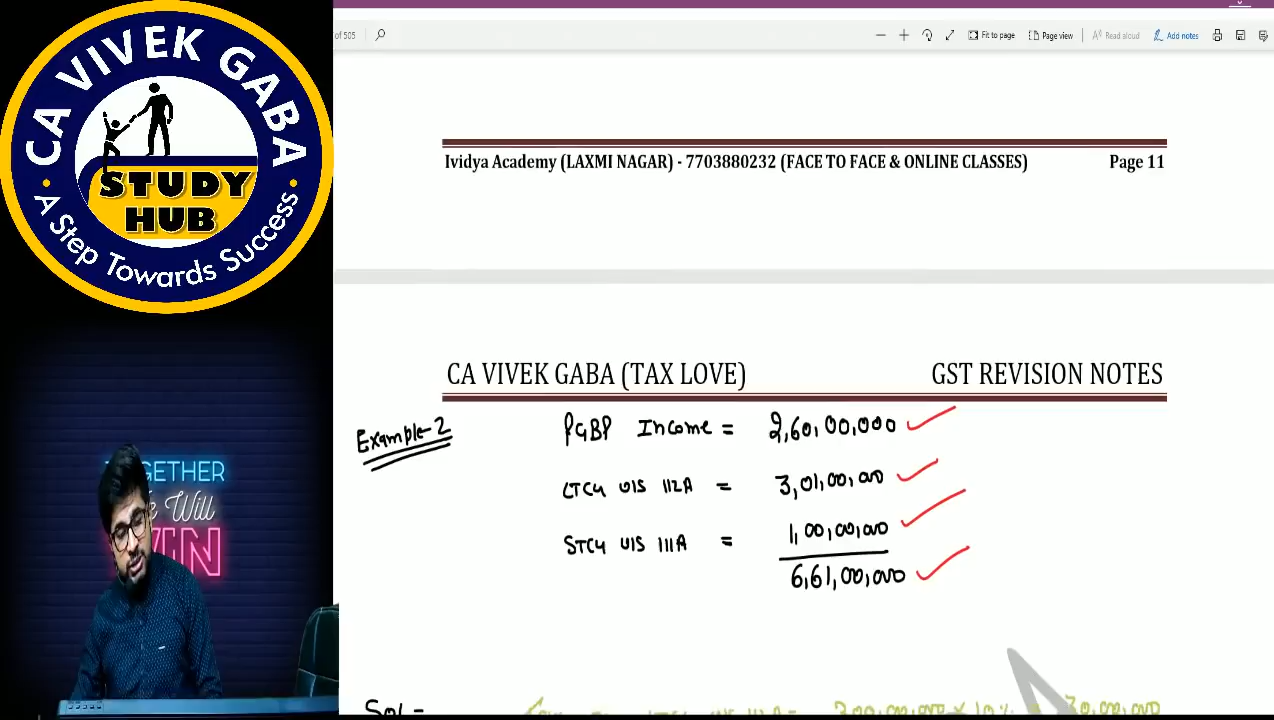 CA VIVEK GABA
STUDY
HUB
A Step Towards Success
TOGETHER
We Will
WIN
of 505
Fit to page
Page view
Read aloud
Add notes
Ividya Academy (LAXMI NAGAR) - 7703880232 (FACE TO FACE & ONLINE CLASSES) Page 11
CA VIVEK GABA (TAX LOVE) GST REVISION NOTES
Example-2 PGBP Income = 2,60,00,000
LTCG U/S 112A = 3,01,00,000
STCG U/S 111A = 1,00,00,000
6,61,00,000